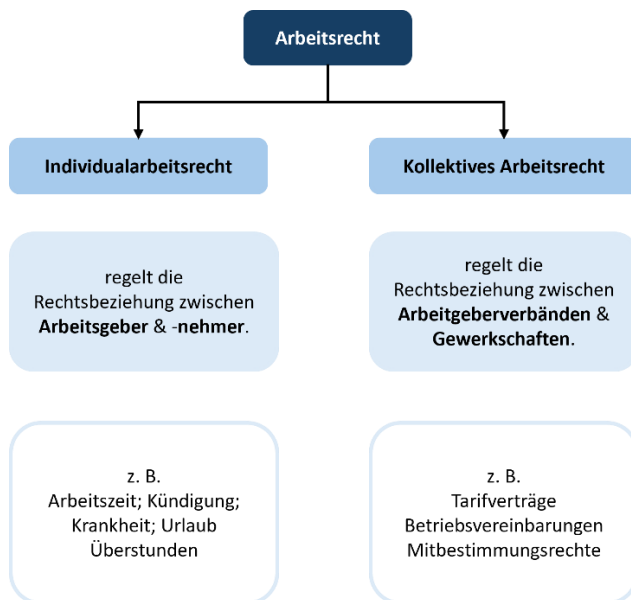 Arbeitsrecht
Individualarbeitsrecht
Kollektives Arbeitsrecht
regelt die
Rechtsbeziehung zwischen
Arbeitsgeber & -nehmer.
regelt die
Rechtsbeziehung zwischen
Arbeitgeberverbänden &
Gewerkschaften.
z. B.
Arbeitszeit; Kündigung;
Krankheit; Urlaub
Überstunden
z. B.
Tarifverträge
Betriebsvereinbarungen
Mitbestimmungsrechte